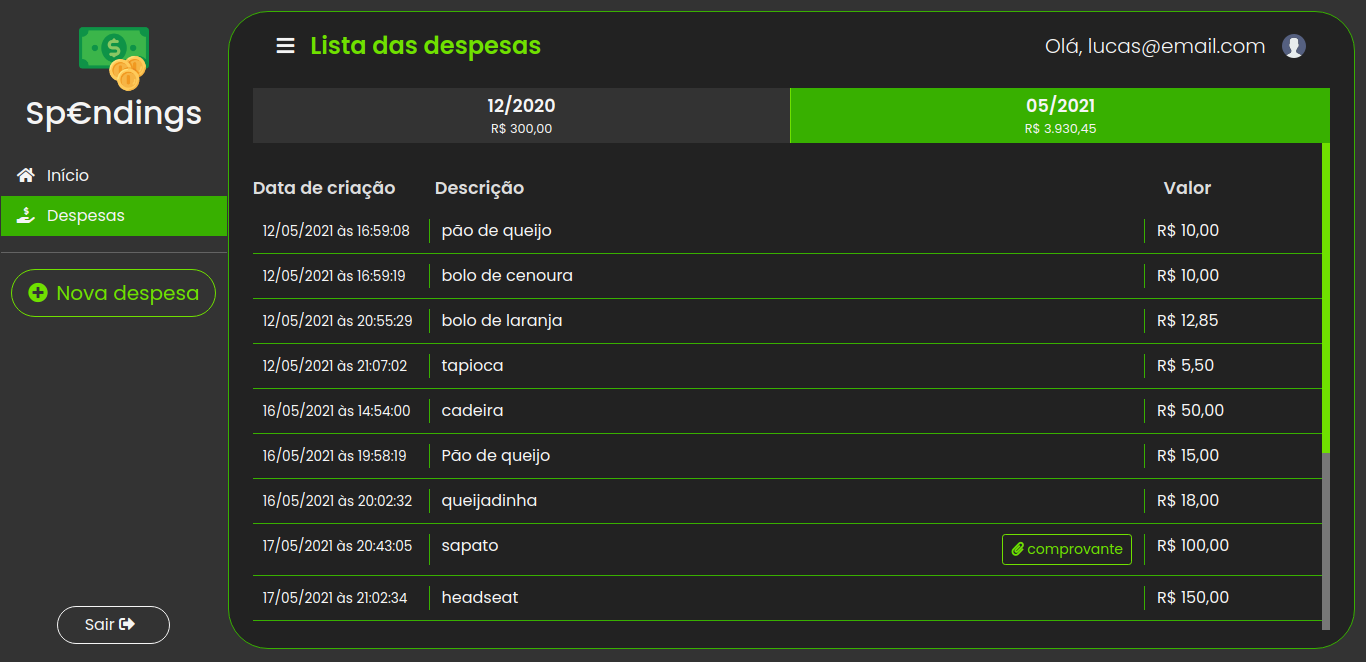 Sp€ndings
Início
Despesas
Nova despesa
Sair
Lista das despesas
Olá, lucas@email.com
12/2020
R$ 300,00
05/2021
R$ 3.930,45
Data de criação Descrição Valor
12/05/2021 às 16:59:08 pão de queijo R$ 10,00
12/05/2021 às 16:59:19 bolo de cenoura R$ 10,00
12/05/2021 às 20:55:29 bolo de laranja R$ 12,85
12/05/2021 às 21:07:02 tapioca R$ 5,50
16/05/2021 às 14:54:00 cadeira R$ 50,00
16/05/2021 às 19:58:19 Pão de queijo R$ 15,00
16/05/2021 às 20:02:32 queijadinha R$ 18,00
17/05/2021 às 20:43:05 sapato comprovante R$ 100,00
17/05/2021 às 21:02:34 headseat R$ 150,00